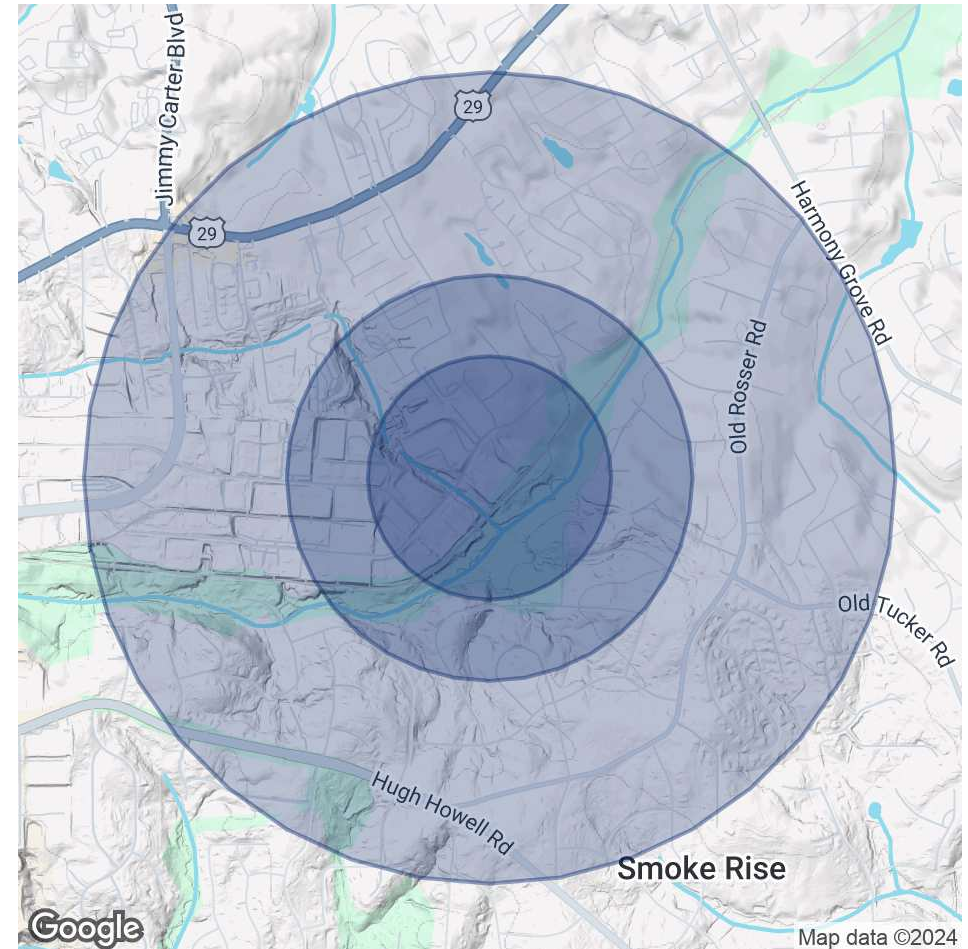 Jimmy Carter Blvd
29
29
Harmony Grove Rd
Old Rosser Rd
Old Tucker Rd
Hugh Howell Rd
Smoke Rise
Google
Map data ©2024